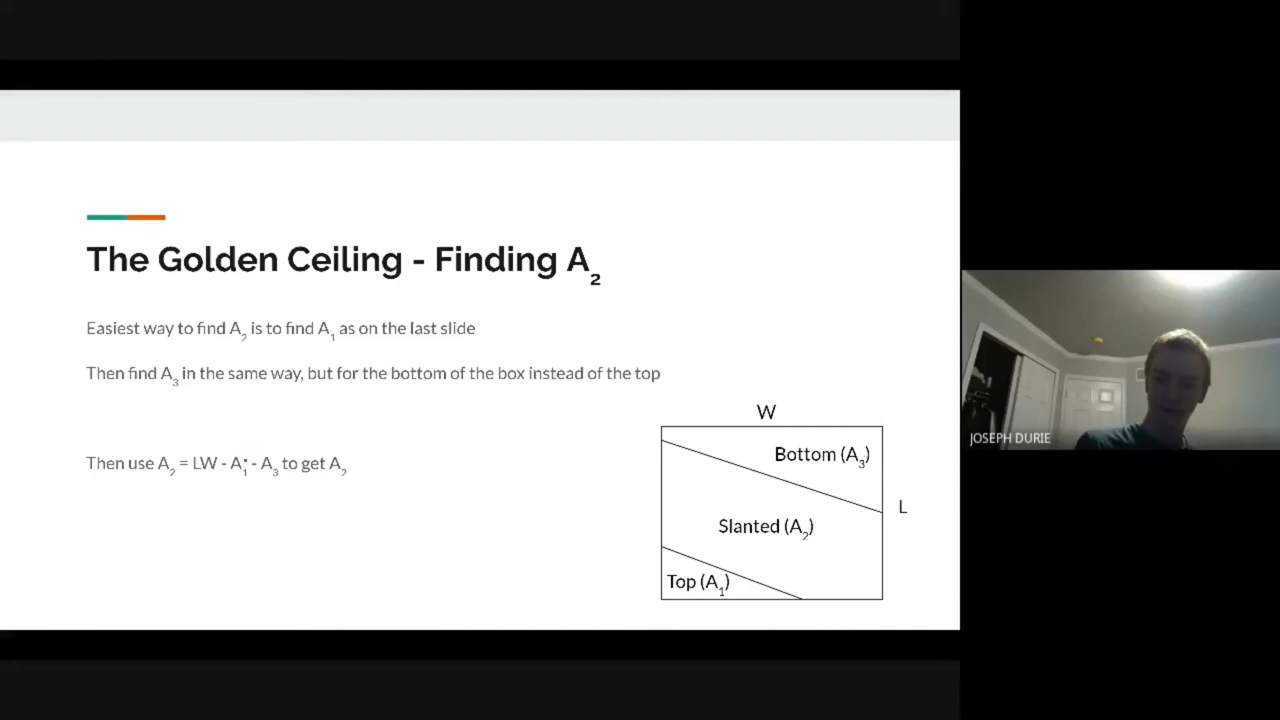 The Golden Ceiling - Finding A₂
Easiest way to find A₂ is to find A₁ as on the last slide
Then find A₃ in the same way, but for the bottom of the box instead of the top
Then use A₂ = LW - A₁ - A₃ to get A₂
W
Bottom (A₃)
L
Slanted (A₂)
Top (A₁)
JOSEPH DURIE